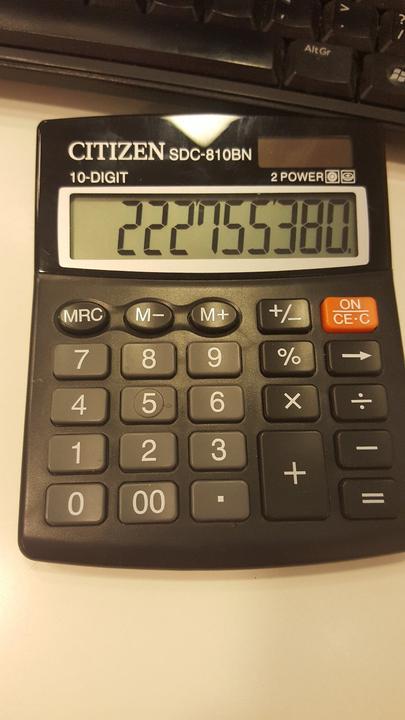 AltGr
CITIZEN SDC-810BN
10-DIGIT 2 POWER
222755380.
MRC M− M+ +/− ON
CE·C
7 8 9 % →
4 5 6 × ÷
1 2 3 + −
0 00 . =